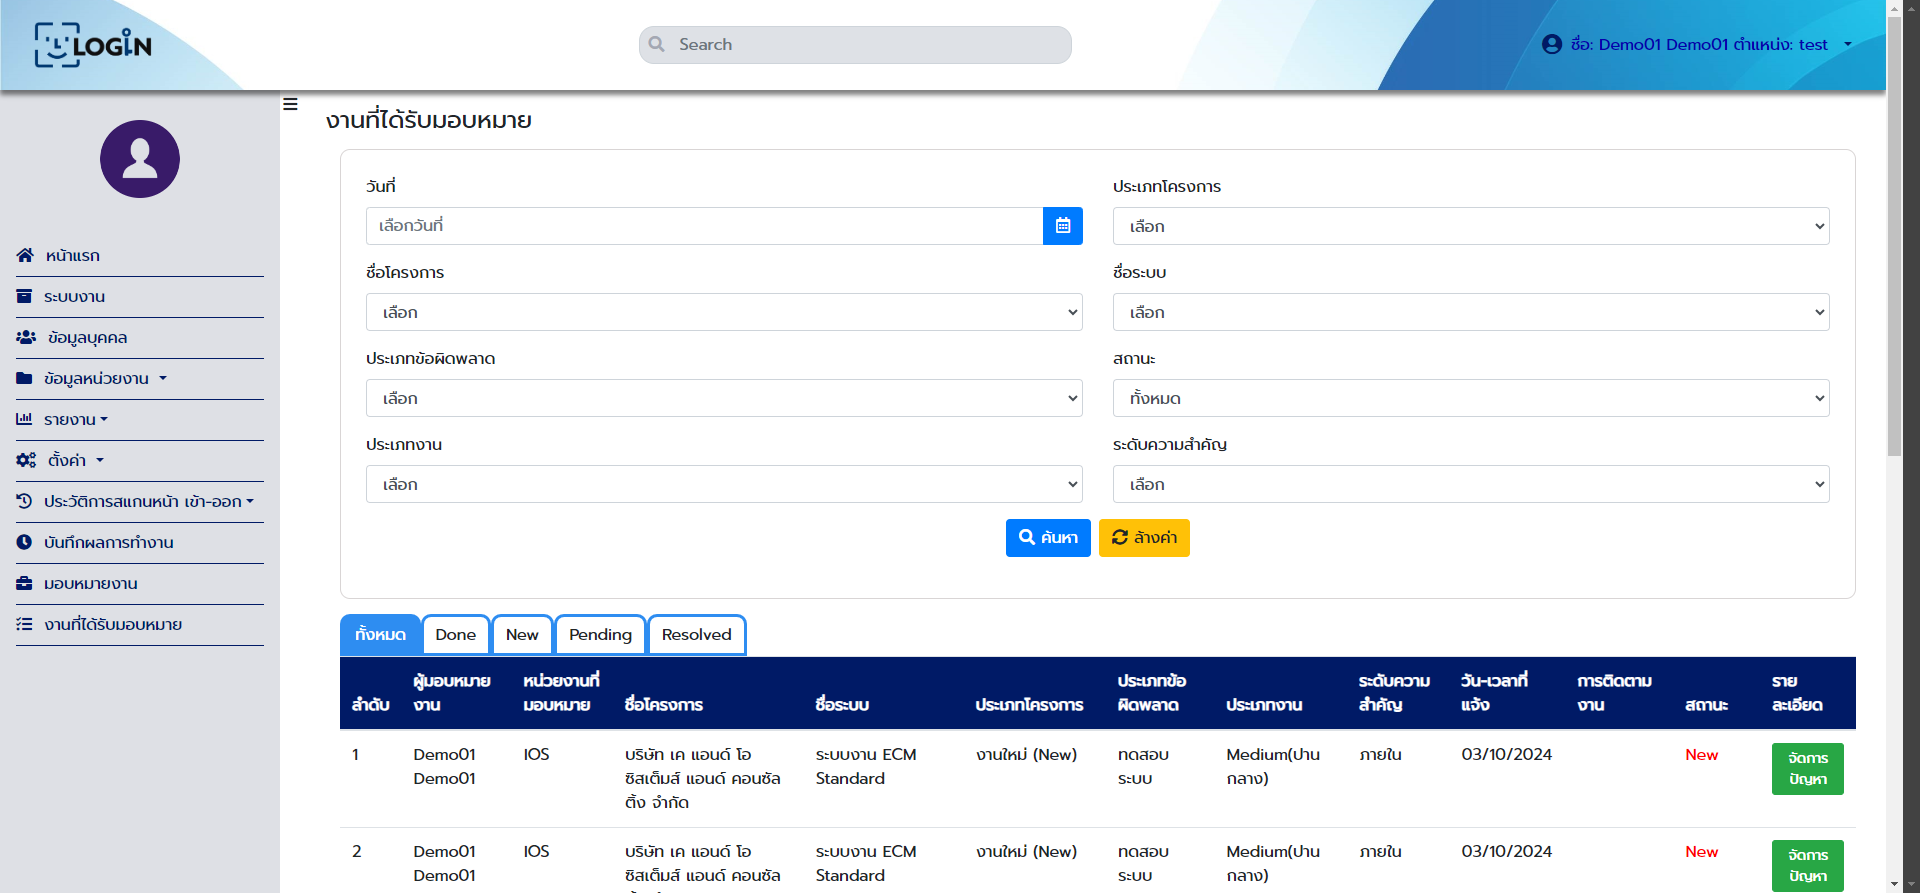 LOGIN
Search
ชื่อ: Demo01 Demo01 ตำแหน่ง: test
หน้าแรก
ระบบงาน
ข้อมูลบุคคล
ข้อมูลหน่วยงาน
รายงาน
ตั้งค่า
ประวัติการสแกนหน้า เข้า-ออก
บันทึกผลการทำงาน
มอบหมายงาน
งานที่ได้รับมอบหมาย
งานที่ได้รับมอบหมาย
วันที่
เลือกวันที่
ประเภทโครงการ
เลือก
ชื่อโครงการ
เลือก
ชื่อระบบ
เลือก
ประเภทข้อผิดพลาด
เลือก
สถานะ
ทั้งหมด
ประเภทงาน
เลือก
ระดับความสำคัญ
เลือก
ค้นหา
ล้างค่า
ทั้งหมด Done New Pending Resolved
ลำดับ
ผู้มอบหมาย
งาน
หน่วยงานที่
มอบหมาย
ชื่อโครงการ
ชื่อระบบ
ประเภทโครงการ
ประเภทข้อ
ผิดพลาด
ประเภทงาน
ระดับความ
สำคัญ
วัน-เวลาที่
แจ้ง
การติดตาม
งาน
สถานะ
ราย
ละเอียด
1
Demo01
Demo01
IOS
บริษัท เค แอนด์ โอ
ซิสเต็มส์ แอนด์ คอนซัล
ติ้ง จำกัด
ระบบงาน ECM
Standard
งานใหม่ (New)
ทดสอบ
ระบบ
Medium(ปาน
กลาง)
ภายใน
03/10/2024
New
จัดการ
ปัญหา
2
Demo01
Demo01
IOS
บริษัท เค แอนด์ โอ
ซิสเต็มส์ แอนด์ คอนซัล
ระบบงาน ECM
Standard
งานใหม่ (New)
ทดสอบ
ระบบ
Medium(ปาน
กลาง)
ภายใน
03/10/2024
New
จัดการ
ปัญหา